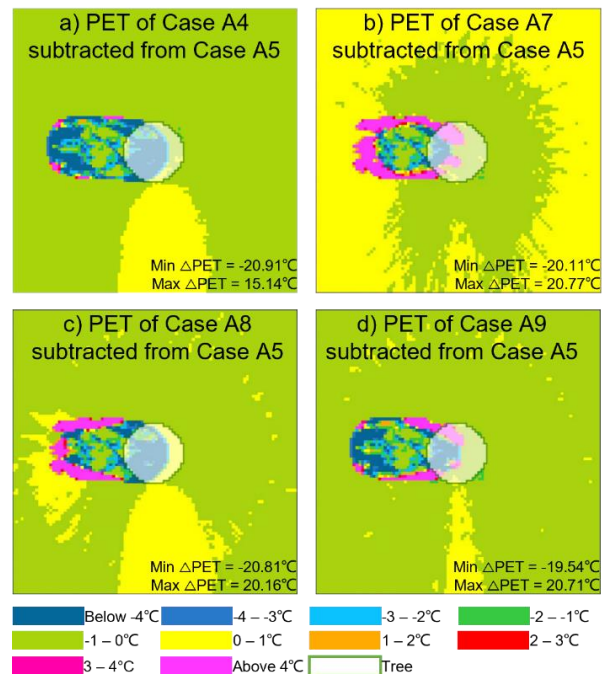 a) PET of Case A4
subtracted from Case A5
Min △PET = -20.91℃
Max △PET = 15.14℃
b) PET of Case A7
subtracted from Case A5
Min △PET = -20.11℃
Max △PET = 20.77℃
c) PET of Case A8
subtracted from Case A5
Min △PET = -20.81℃
Max △PET = 20.16℃
d) PET of Case A9
subtracted from Case A5
Min △PET = -19.54℃
Max △PET = 20.71℃
Below -4℃
-4 – -3℃
-3 – -2℃
-2 – -1℃
-1 – 0℃
0 – 1℃
1 – 2℃
2 – 3℃
3 – 4°C
Above 4℃
Tree